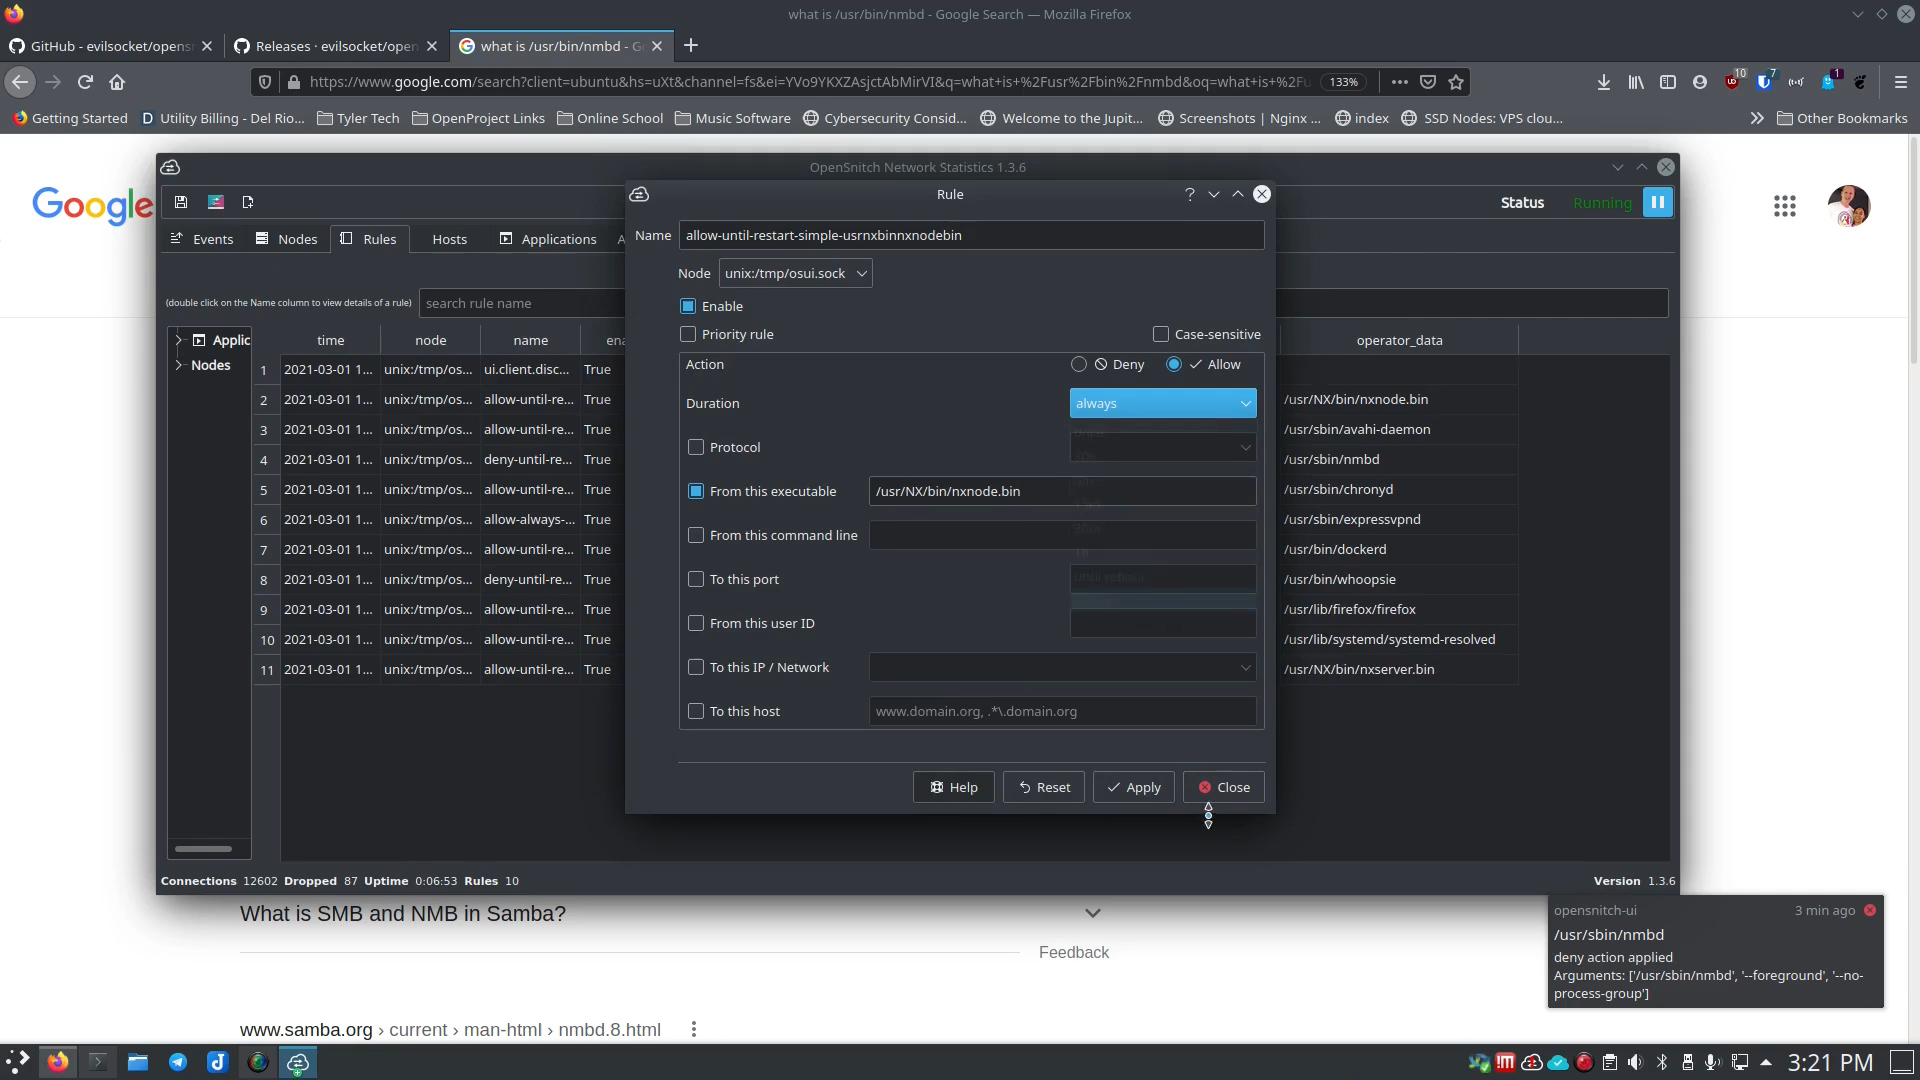 what is /usr/bin/nmbd - Google Search — Mozilla Firefox
GitHub - evilsocket/opens
Releases · evilsocket/open
what is /usr/bin/nmbd - G
https://www.google.com/search?client=ubuntu&hs=uXt&channel=fs&ei=YVo9YKXZAsjctAbMirVI&q=what+is+%2Fusr%2Fbin%2Fnmbd&oq=what+is+%2Fu
133%
10
7
1
Getting Started
Utility Billing - Del Rio...
Tyler Tech
OpenProject Links
Online School
Music Software
Cybersecurity Consid...
Welcome to the Jupit...
Screenshots | Nginx ...
index
SSD Nodes: VPS clou...
Other Bookmarks
Google
OpenSnitch Network Statistics 1.3.6
Status
Running
Events
Nodes
Rules
Hosts
Applications
A
(double click on the Name column to view details of a rule)
search rule name
Applic
Nodes
time
node
name
ena
operator_data
1 2021-03-01 1... unix:/tmp/os... ui.client.disc... True
2 2021-03-01 1... unix:/tmp/os... allow-until-re... True /usr/NX/bin/nxnode.bin
3 2021-03-01 1... unix:/tmp/os... allow-until-re... True /usr/sbin/avahi-daemon
4 2021-03-01 1... unix:/tmp/os... deny-until-re... True /usr/sbin/nmbd
5 2021-03-01 1... unix:/tmp/os... allow-until-re... True /usr/sbin/chronyd
6 2021-03-01 1... unix:/tmp/os... allow-always-... True /usr/sbin/expressvpnd
7 2021-03-01 1... unix:/tmp/os... allow-until-re... True /usr/bin/dockerd
8 2021-03-01 1... unix:/tmp/os... deny-until-re... True /usr/bin/whoopsie
9 2021-03-01 1... unix:/tmp/os... allow-until-re... True /usr/lib/firefox/firefox
10 2021-03-01 1... unix:/tmp/os... allow-until-re... True /usr/lib/systemd/systemd-resolved
11 2021-03-01 1... unix:/tmp/os... allow-until-re... True /usr/NX/bin/nxserver.bin
Rule
Name allow-until-restart-simple-usrnxbinnxnodebin
Node unix:/tmp/osui.sock
Enable
Priority rule
Case-sensitive
Action
Deny
Allow
Duration
always
Protocol
From this executable
/usr/NX/bin/nxnode.bin
From this command line
To this port
until reboot
From this user ID
To this IP / Network
To this host
www.domain.org, .*\.domain.org
Help
Reset
Apply
Close
Connections 12602 Dropped 87 Uptime 0:06:53 Rules 10
Version 1.3.6
What is SMB and NMB in Samba?
Feedback
www.samba.org › current › man-html › nmbd.8.html
opensnitch-ui
3 min ago
/usr/sbin/nmbd
deny action applied
Arguments: ['/usr/sbin/nmbd', '--foreground', '--no-
process-group']
3:21 PM